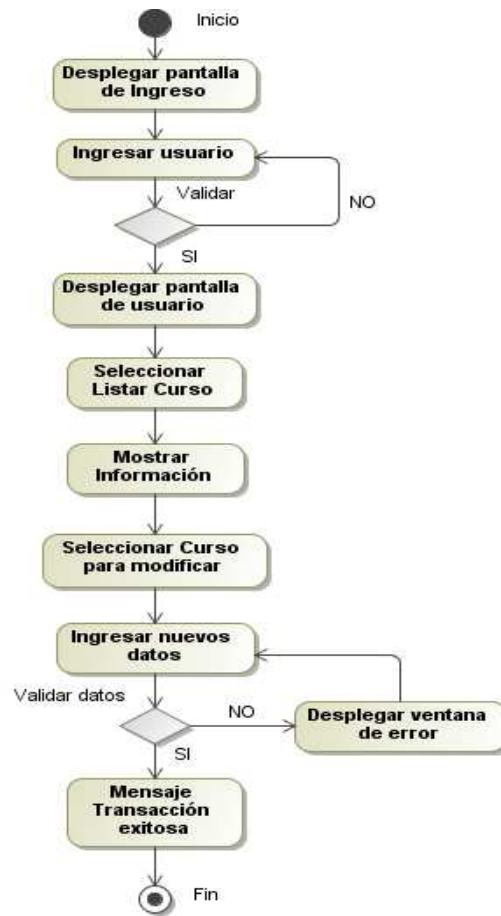 Inicio
Desplegar pantalla
de Ingreso
Ingresar usuario
Validar
NO
SI
Desplegar pantalla
de usuario
Seleccionar
Listar Curso
Mostrar
Información
Seleccionar Curso
para modificar
Ingresar nuevos
datos
Validar datos
NO
Desplegar ventana
de error
SI
Mensaje
Transacción
exitosa
Fin